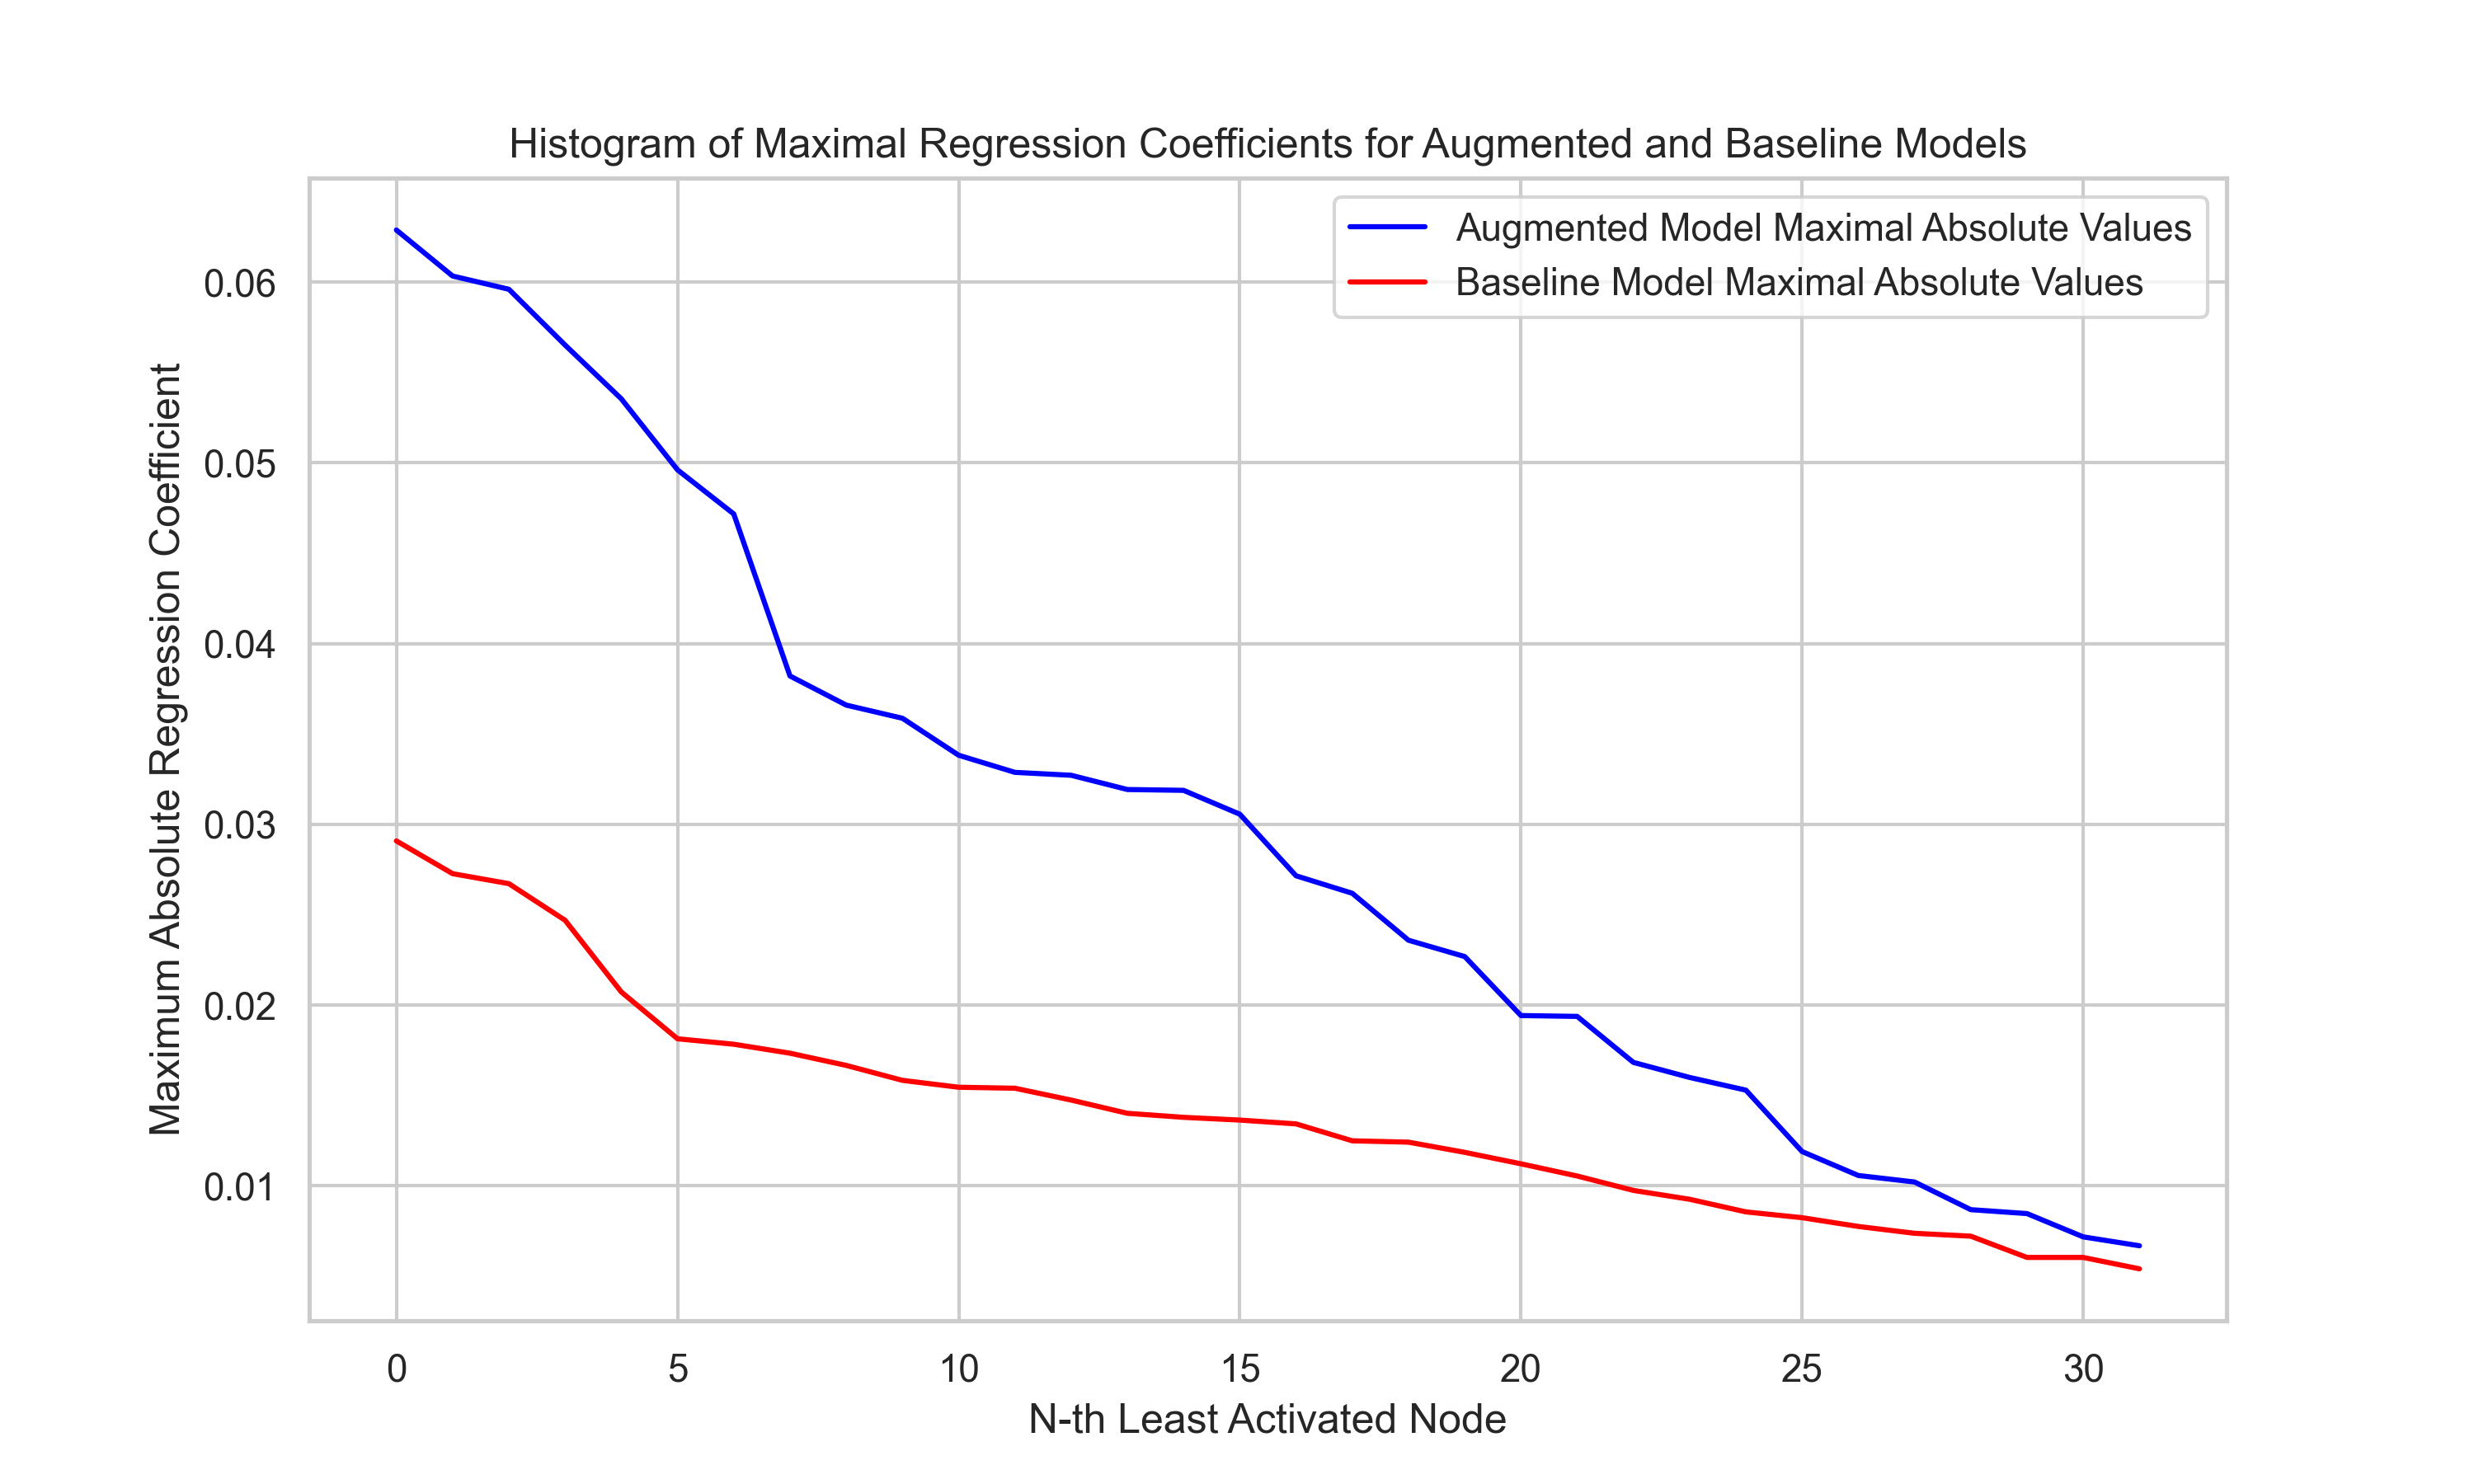 Histogram of Maximal Regression Coefficients for Augmented and Baseline Models
Augmented Model Maximal Absolute Values
Baseline Model Maximal Absolute Values
Maximum Absolute Regression Coefficient
0.06
0.05
0.04
0.03
0.02
0.01
0 5 10 15 20 25 30
N-th Least Activated Node